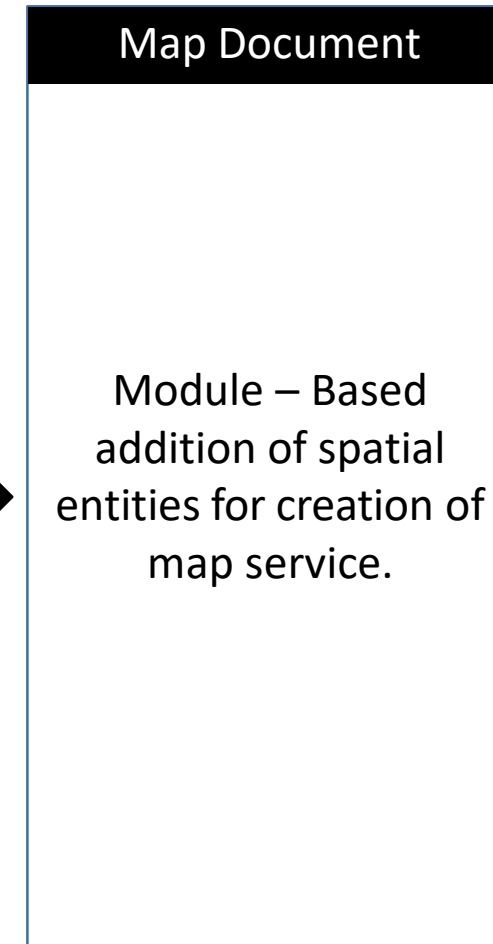 Map Document
Module – Based
addition of spatial
entities for creation of
map service.